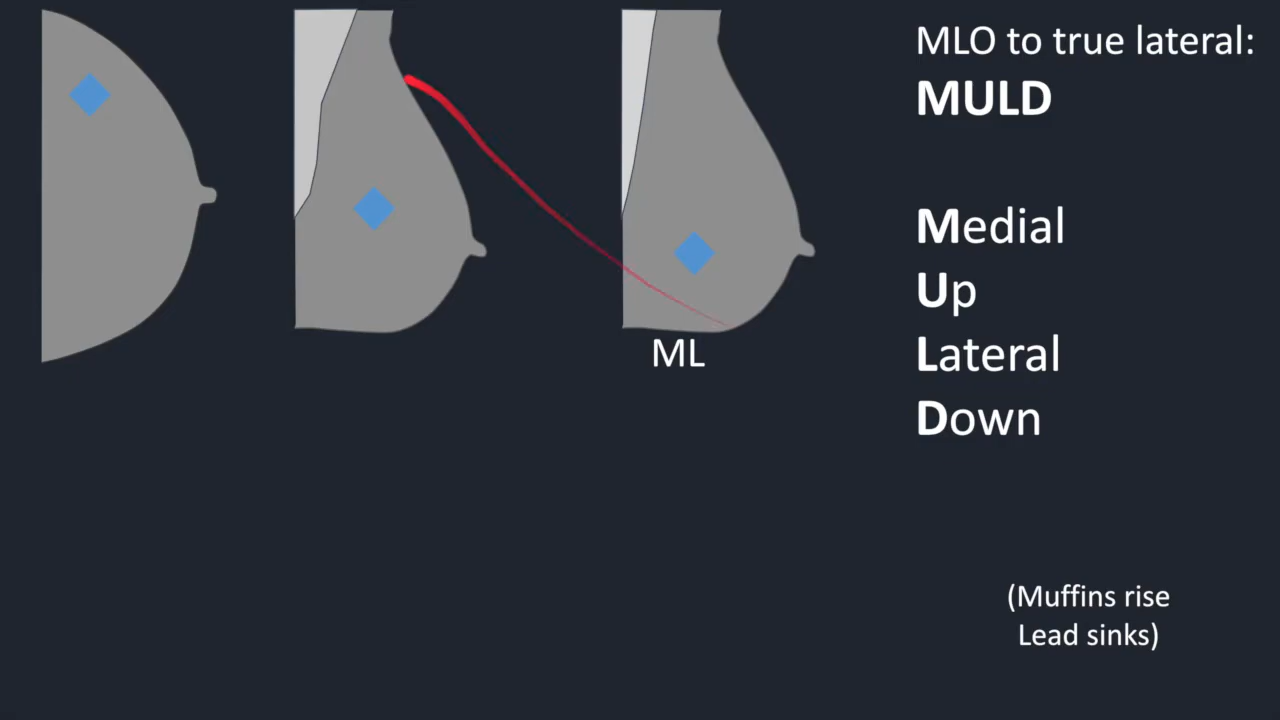 MLO to true lateral:
MULD
Medial
Up
Lateral
Down
ML
(Muffins rise
Lead sinks)